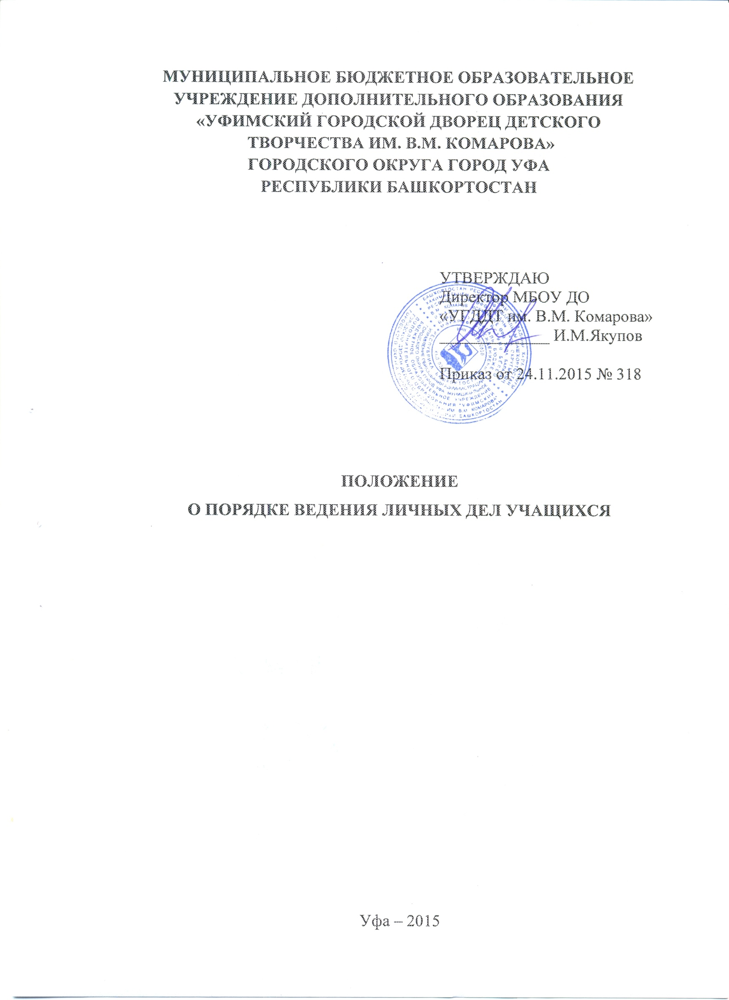 МУНИЦИПАЛЬНОЕ БЮДЖЕТНОЕ ОБРАЗОВАТЕЛЬНОЕ
УЧРЕЖДЕНИЕ ДОПОЛНИТЕЛЬНОГО ОБРАЗОВАНИЯ
«УФИМСКИЙ ГОРОДСКОЙ ДВОРЕЦ ДЕТСКОГО
ТВОРЧЕСТВА ИМ. В.М. КОМАРОВА»
ГОРОДСКОГО ОКРУГА ГОРОД УФА
РЕСПУБЛИКИ БАШКОРТОСТАН
УТВЕРЖДАЮ
Директор МБОУ ДО
«УГДДТ им. В.М. Комарова»
_____________ И.М.Якупов
Приказ от 24.11.2015 № 318
ПОЛОЖЕНИЕ
О ПОРЯДКЕ ВЕДЕНИЯ ЛИЧНЫХ ДЕЛ УЧАЩИХСЯ
Уфа – 2015